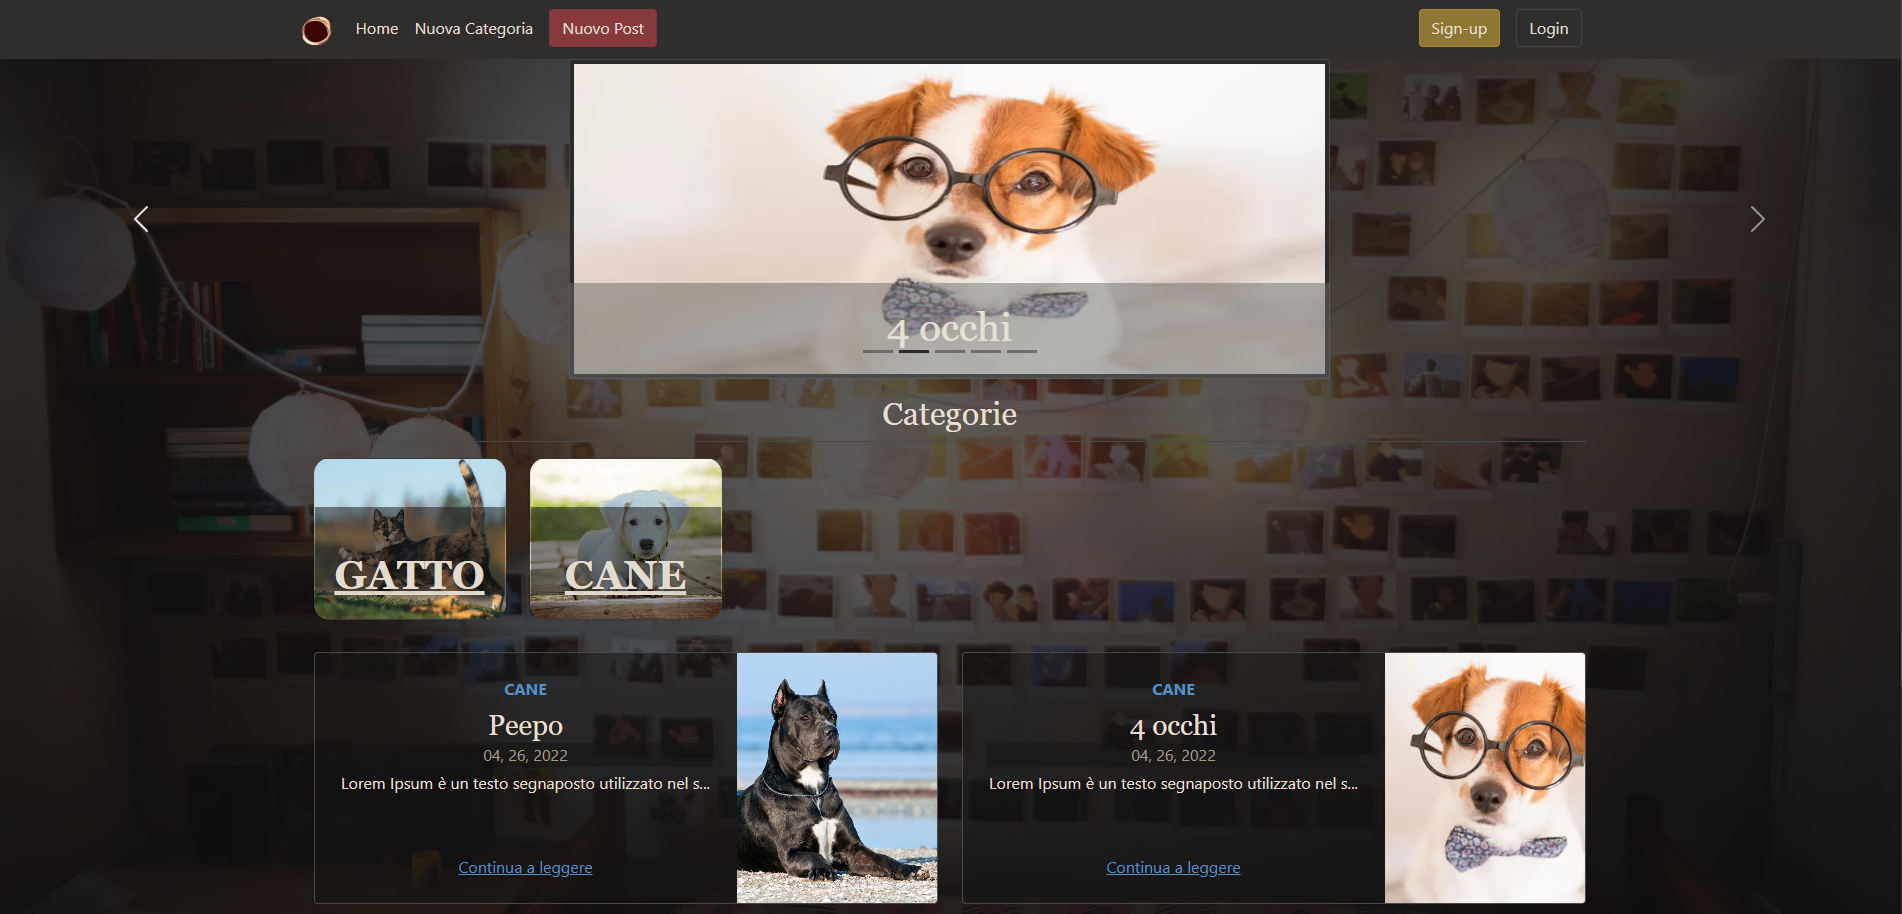 Home
Nuova Categoria
Nuovo Post
Sign-up
Login
4 occhi
Categorie
GATTO
CANE
CANE
Peepo
04, 26, 2022
Lorem Ipsum è un testo segnaposto utilizzato nel s...
Continua a leggere
CANE
4 occhi
04, 26, 2022
Lorem Ipsum è un testo segnaposto utilizzato nel s...
Continua a leggere